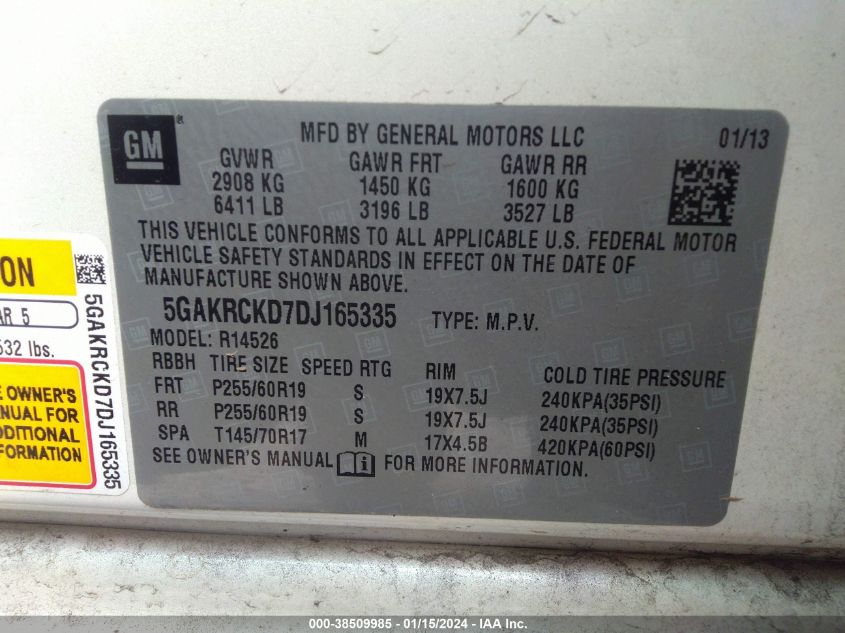 GM
MFD BY GENERAL MOTORS LLC 01/13
GVWR GAWR FRT GAWR RR
2908 KG 1450 KG 1600 KG
6411 LB 3196 LB 3527 LB
THIS VEHICLE CONFORMS TO ALL APPLICABLE U.S. FEDERAL MOTOR
VEHICLE SAFETY STANDARDS IN EFFECT ON THE DATE OF
MANUFACTURE SHOWN ABOVE.
5GAKRCKD7DJ165335 TYPE: M.P.V.
MODEL: R14526
RBBH TIRE SIZE SPEED RTG RIM COLD TIRE PRESSURE
FRT P255/60R19 S 19X7.5J 240KPA(35PSI)
RR P255/60R19 S 19X7.5J 240KPA(35PSI)
SPA T145/70R17 M 17X4.5B 420KPA(60PSI)
SEE OWNER'S MANUAL FOR MORE INFORMATION.
ON
AR 5
532 lbs.
E OWNER'S
ANUAL FOR
DDITIONAL
FORMATION
5GAKRCKD7DJ165335
000-38509985 - 01/15/2024 - IAA Inc.